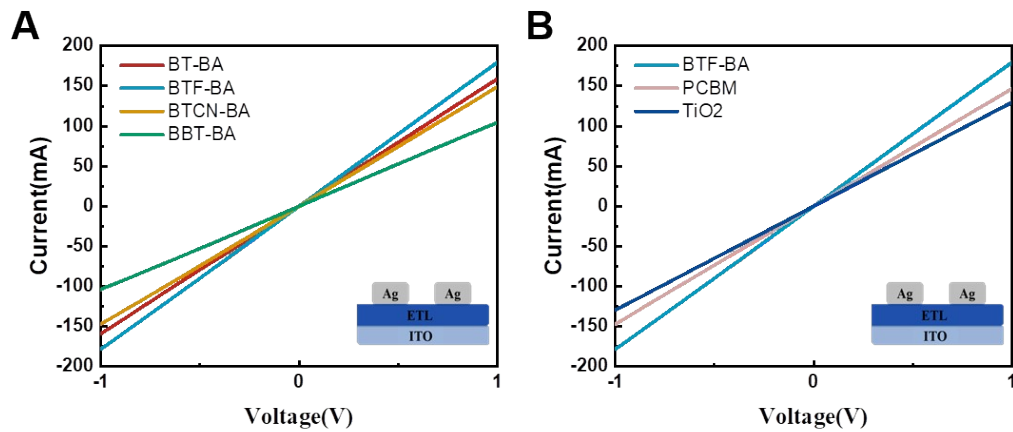 A
200
150
100
50
0
-50
-100
-150
-200
Current(mA)
BT-BA
BTF-BA
BTCN-BA
BBT-BA
Ag Ag
ETL
ITO
-1 0 1
Voltage(V)
B
200
150
100
50
0
-50
-100
-150
-200
Current(mA)
BTF-BA
PCBM
TiO2
Ag Ag
ETL
ITO
-1 0 1
Voltage(V)